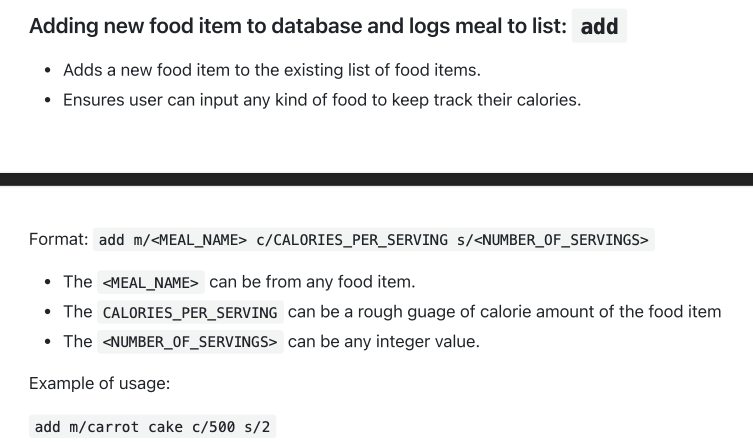 Adding new food item to database and logs meal to list: add
• Adds a new food item to the existing list of food items.
• Ensures user can input any kind of food to keep track their calories.
Format: add m/<MEAL_NAME> c/CALORIES_PER_SERVING s/<NUMBER_OF_SERVINGS>
• The <MEAL_NAME> can be from any food item.
• The CALORIES_PER_SERVING can be a rough guage of calorie amount of the food item
• The <NUMBER_OF_SERVINGS> can be any integer value.
Example of usage:
add m/carrot cake c/500 s/2